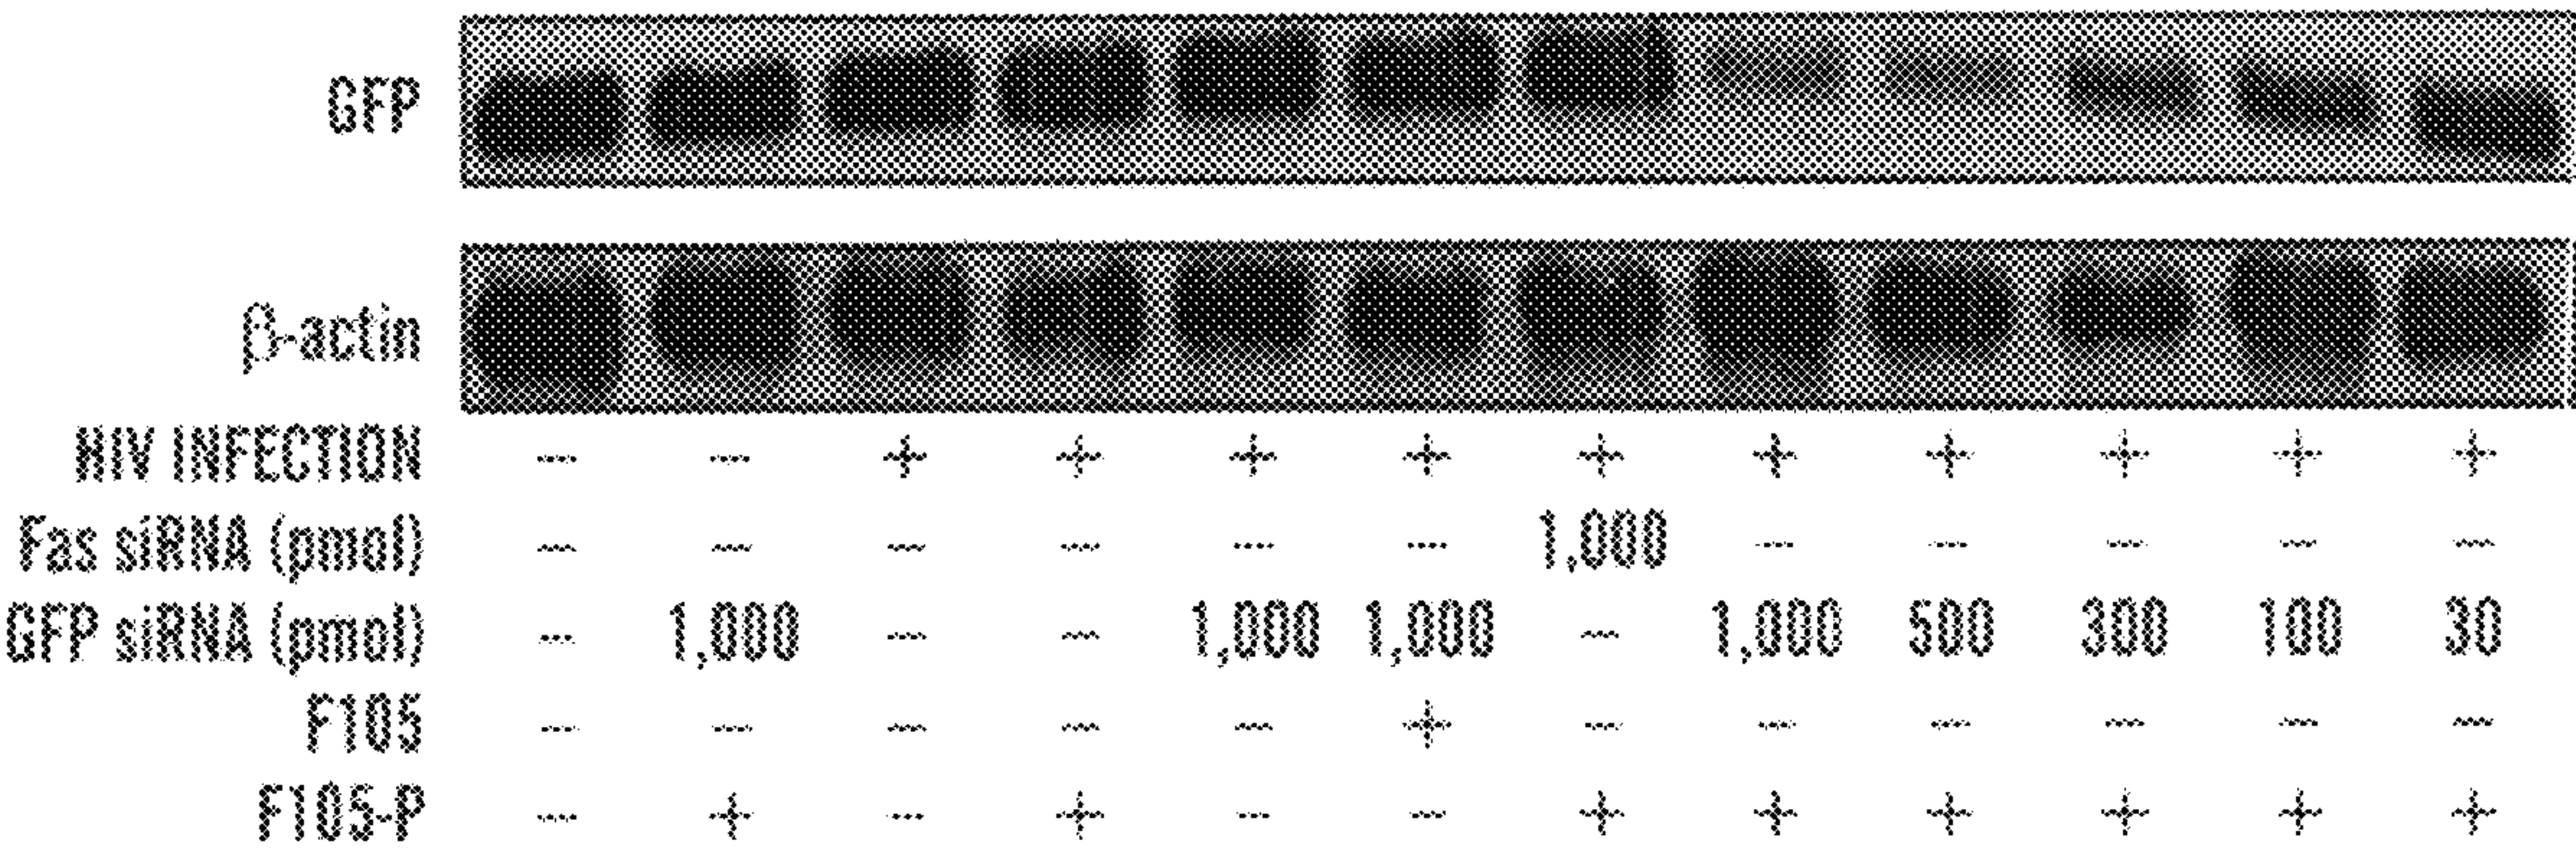 GFP
β-actin
HIV INFECTION - - + + + + + + + + + +
Fas siRNA (pmol) - - - - - - 1,000 - - - - -
GFP siRNA (pmol) - 1,000 - - 1,000 1,000 - 1,000 500 300 100 30
F105 - - - - - + - - - - - -
F105-P - + - + - - + + + + + +